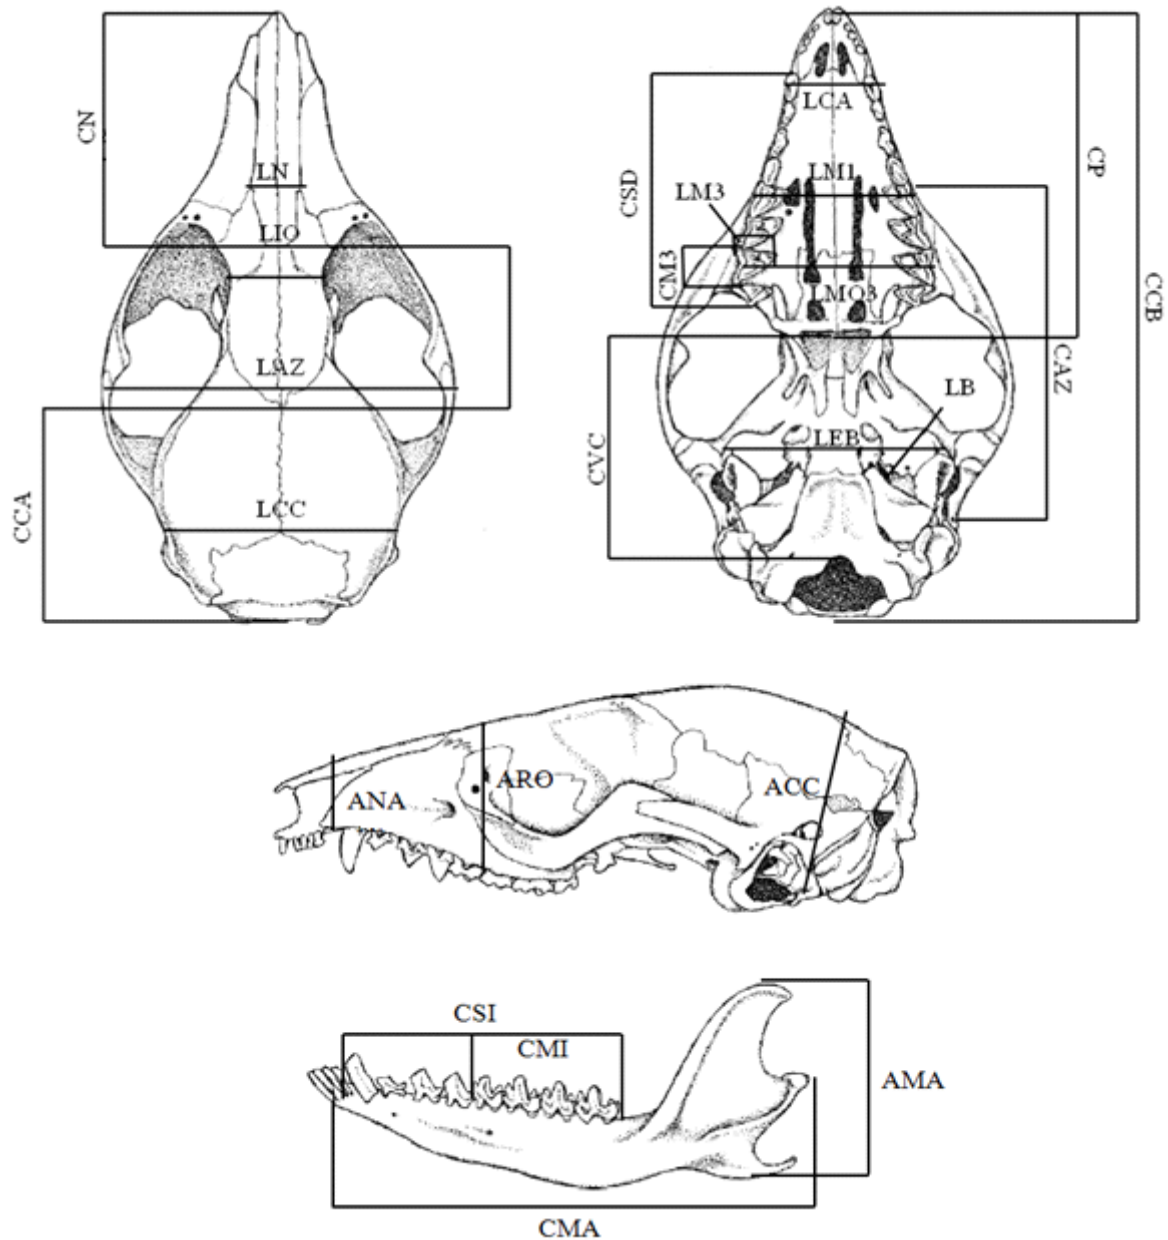 CN
LN
LIO
LAZ
LCC
CCA
LCA
CSD
LM1
LM3
CM3
LMO3
CP
CCB
CAZ
LB
LEB
CVC
ANA
ARO
ACC
CSI
CMI
AMA
CMA